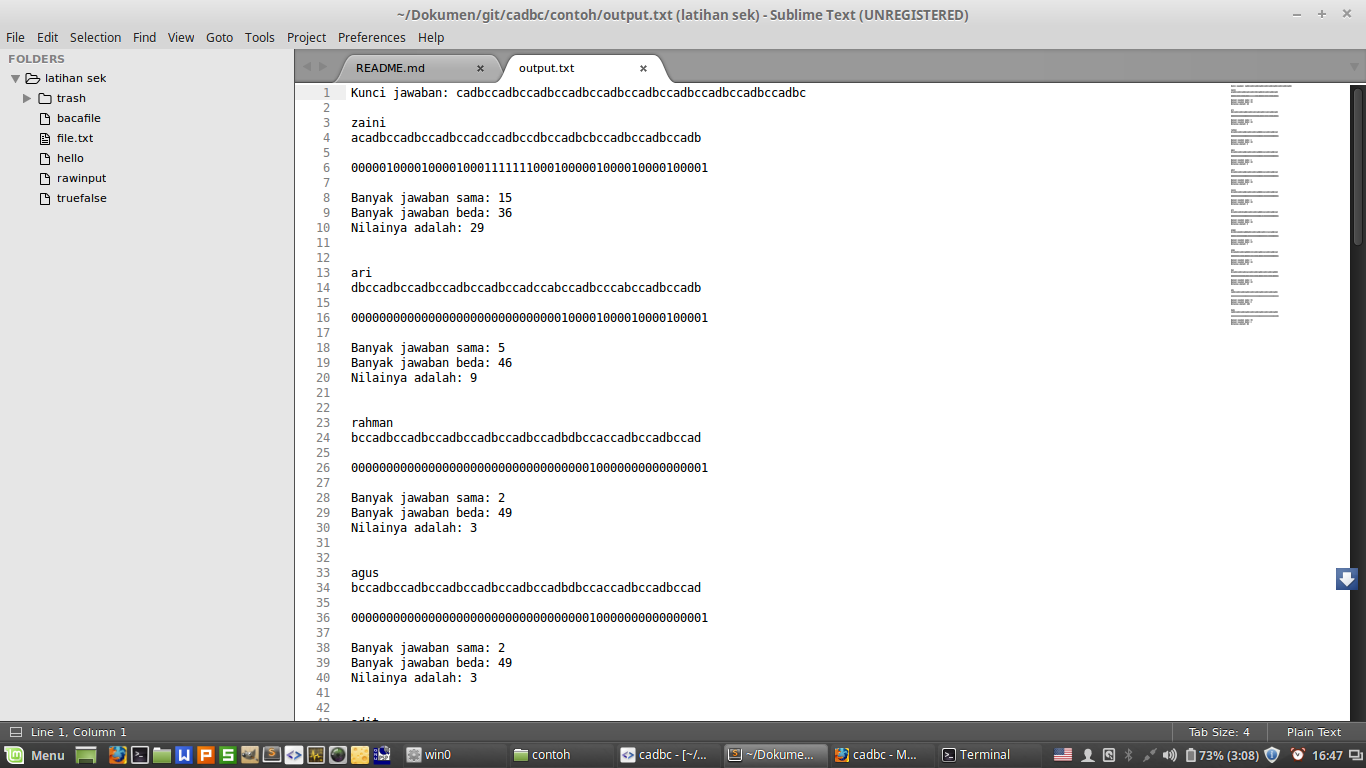 ~/Dokumen/git/cadbc/contoh/output.txt (latihan sek) - Sublime Text (UNREGISTERED)
File Edit Selection Find View Goto Tools Project Preferences Help
FOLDERS
latihan sek
trash
bacafile
file.txt
hello
rawinput
truefalse
README.md output.txt
1 Kunci jawaban: cadbccadbccadbccadbccadbccadbccadbccadbccadbccadbc
2
3 zaini
4 acadbccadbccadbccadccadbccdbccadbcbccadbccadbccadb
5
6 000001000010000100011111100010000010000100001000001
7
8 Banyak jawaban sama: 15
9 Banyak jawaban beda: 36
10 Nilainya adalah: 29
11
12
13 ari
14 dbccadbccadbccadbccadbccadccabccadbcccabccadbccadb
15
16 000000000000000000000000000000100001000010000100001
17
18 Banyak jawaban sama: 5
19 Banyak jawaban beda: 46
20 Nilainya adalah: 9
21
22
23 rahman
24 bccadbccadbccadbccadbccadbccadbdbccaccadbccadbccad
25
26 000000000000000000000000000000000010000000000000001
27
28 Banyak jawaban sama: 2
29 Banyak jawaban beda: 49
30 Nilainya adalah: 3
31
32
33 agus
34 bccadbccadbccadbccadbccadbccadbdbccaccadbccadbccad
35
36 000000000000000000000000000000000010000000000000001
37
38 Banyak jawaban sama: 2
39 Banyak jawaban beda: 49
40 Nilainya adalah: 3
41
42
Line 1, Column 1 Tab Size: 4 Plain Text
Menu win0 contoh cadbc - [~/... ~/Dokume... cadbc - M... Terminal 73% (3:08) 16:47